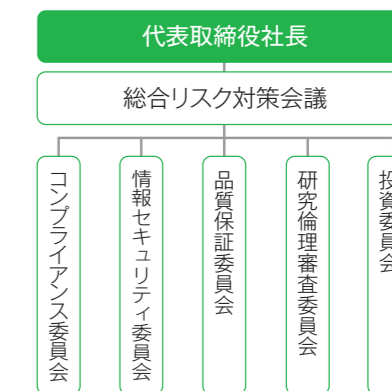 代表取締役社長
総合リスク対策会議
コンプライアンス委員会
情報セキュリティ委員会
品質保証委員会
研究倫理審査委員会
投資委員会